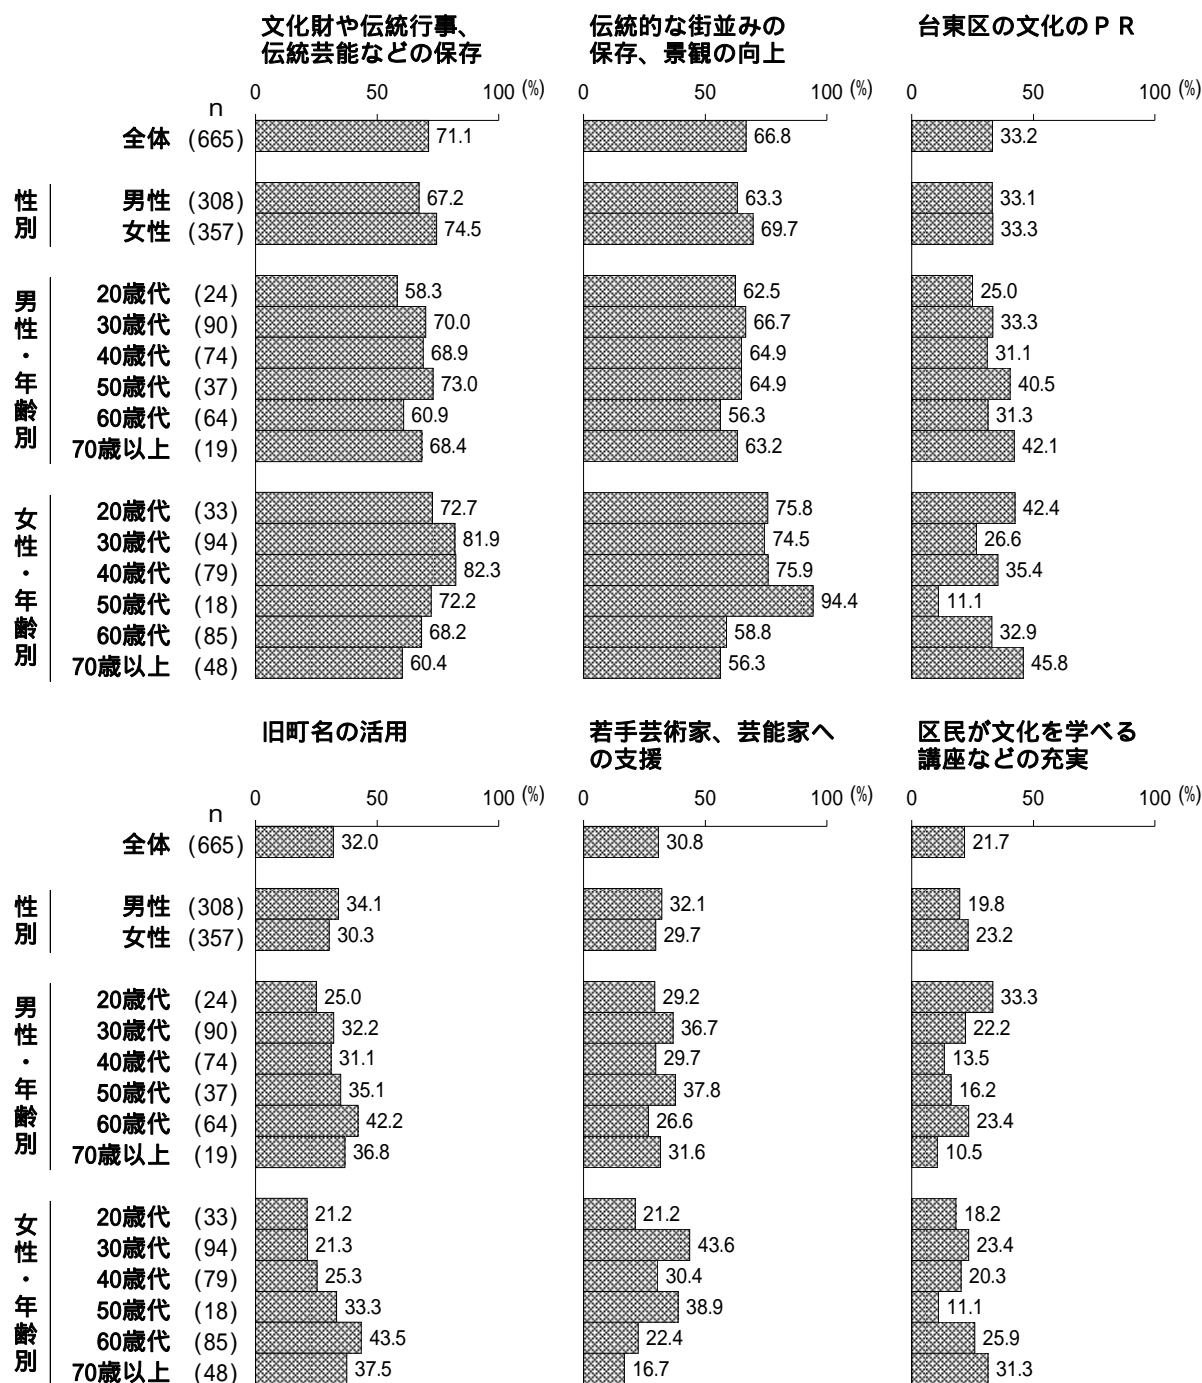 文化財や伝統行事、
伝統芸能などの保存
伝統的な街並みの
保存、景観の向上
台東区の文化のＰＲ
n 0 50 100 (%) 0 50 100 (%) 0 50 100 (%)
全体 (665) 71.1 66.8 33.2
性別
男性 (308) 67.2 63.3 33.1
女性 (357) 74.5 69.7 33.3
男性・年齢別
20歳代 (24) 58.3 62.5 25.0
30歳代 (90) 70.0 66.7 33.3
40歳代 (74) 68.9 64.9 31.1
50歳代 (37) 73.0 64.9 40.5
60歳代 (64) 60.9 56.3 31.3
70歳以上 (19) 68.4 63.2 42.1
女性・年齢別
20歳代 (33) 72.7 75.8 42.4
30歳代 (94) 81.9 74.5 26.6
40歳代 (79) 82.3 75.9 35.4
50歳代 (18) 72.2 94.4 11.1
60歳代 (85) 68.2 58.8 32.9
70歳以上 (48) 60.4 56.3 45.8
旧町名の活用
若手芸術家、芸能家へ
の支援
区民が文化を学べる
講座などの充実
n 0 50 100 (%) 0 50 100 (%) 0 50 100 (%)
全体 (665) 32.0 30.8 21.7
性別
男性 (308) 34.1 32.1 19.8
女性 (357) 30.3 29.7 23.2
男性・年齢別
20歳代 (24) 25.0 29.2 33.3
30歳代 (90) 32.2 36.7 22.2
40歳代 (74) 31.1 29.7 13.5
50歳代 (37) 35.1 37.8 16.2
60歳代 (64) 42.2 26.6 23.4
70歳以上 (19) 36.8 31.6 10.5
女性・年齢別
20歳代 (33) 21.2 21.2 18.2
30歳代 (94) 21.3 43.6 23.4
40歳代 (79) 25.3 30.4 20.3
50歳代 (18) 33.3 38.9 11.1
60歳代 (85) 43.5 22.4 25.9
70歳以上 (48) 37.5 16.7 31.3